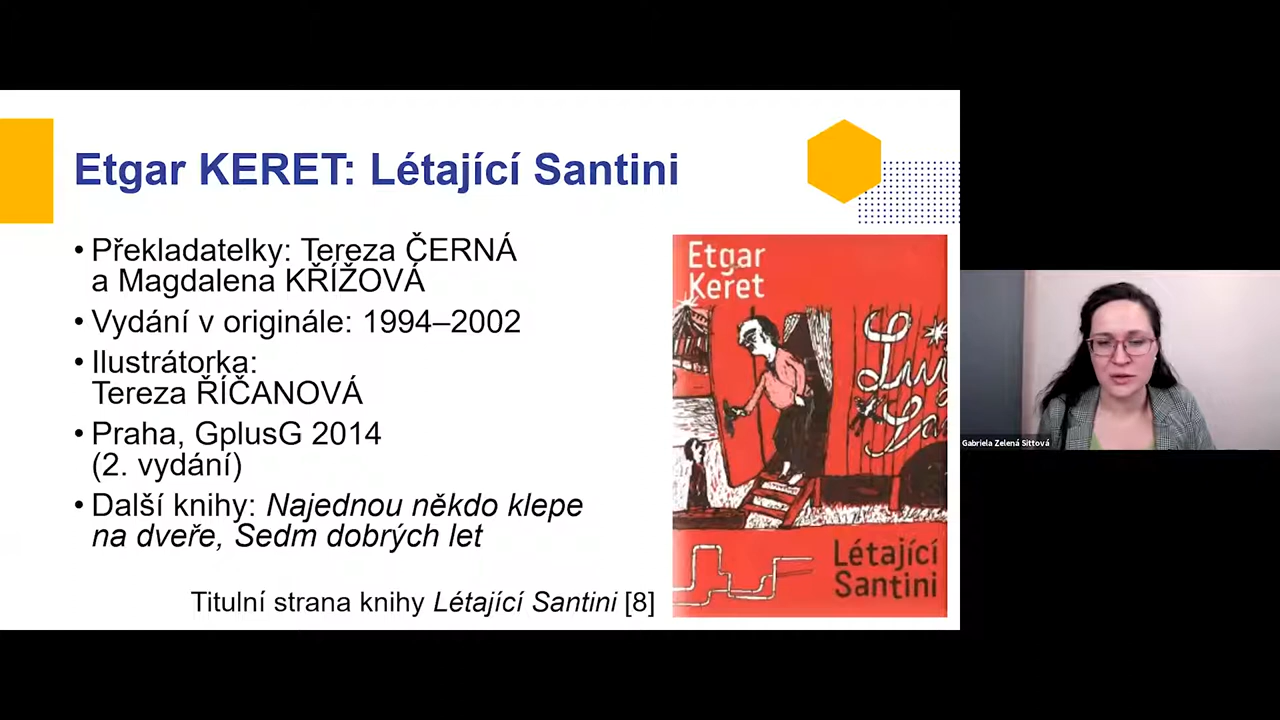 Etgar KERET: Létající Santini
• Překladatelky: Tereza ČERNÁ
a Magdalena KŘÍŽOVÁ
• Vydání v originále: 1994–2002
• Ilustrátorka:
Tereza ŘÍČANOVÁ
• Praha, GplusG 2014
(2. vydání)
• Další knihy: Najednou někdo klepe
na dveře, Sedm dobrých let
Titulní strana knihy Létající Santini [8]
Etgar
Keret
Létající
Santini
Gabriela Zelená Sittová